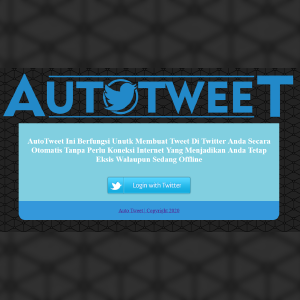 AUTOTWEET
AutoTweet Ini Berfungsi Unutk Membuat Tweet Di Twitter Anda Secara
Otomatis Tanpa Perlu Koneksi Internet Yang Menjadikan Anda Tetap
Eksis Walaupun Sedang Offline
Login with Twitter
Auto Tweet | Copyright 2020